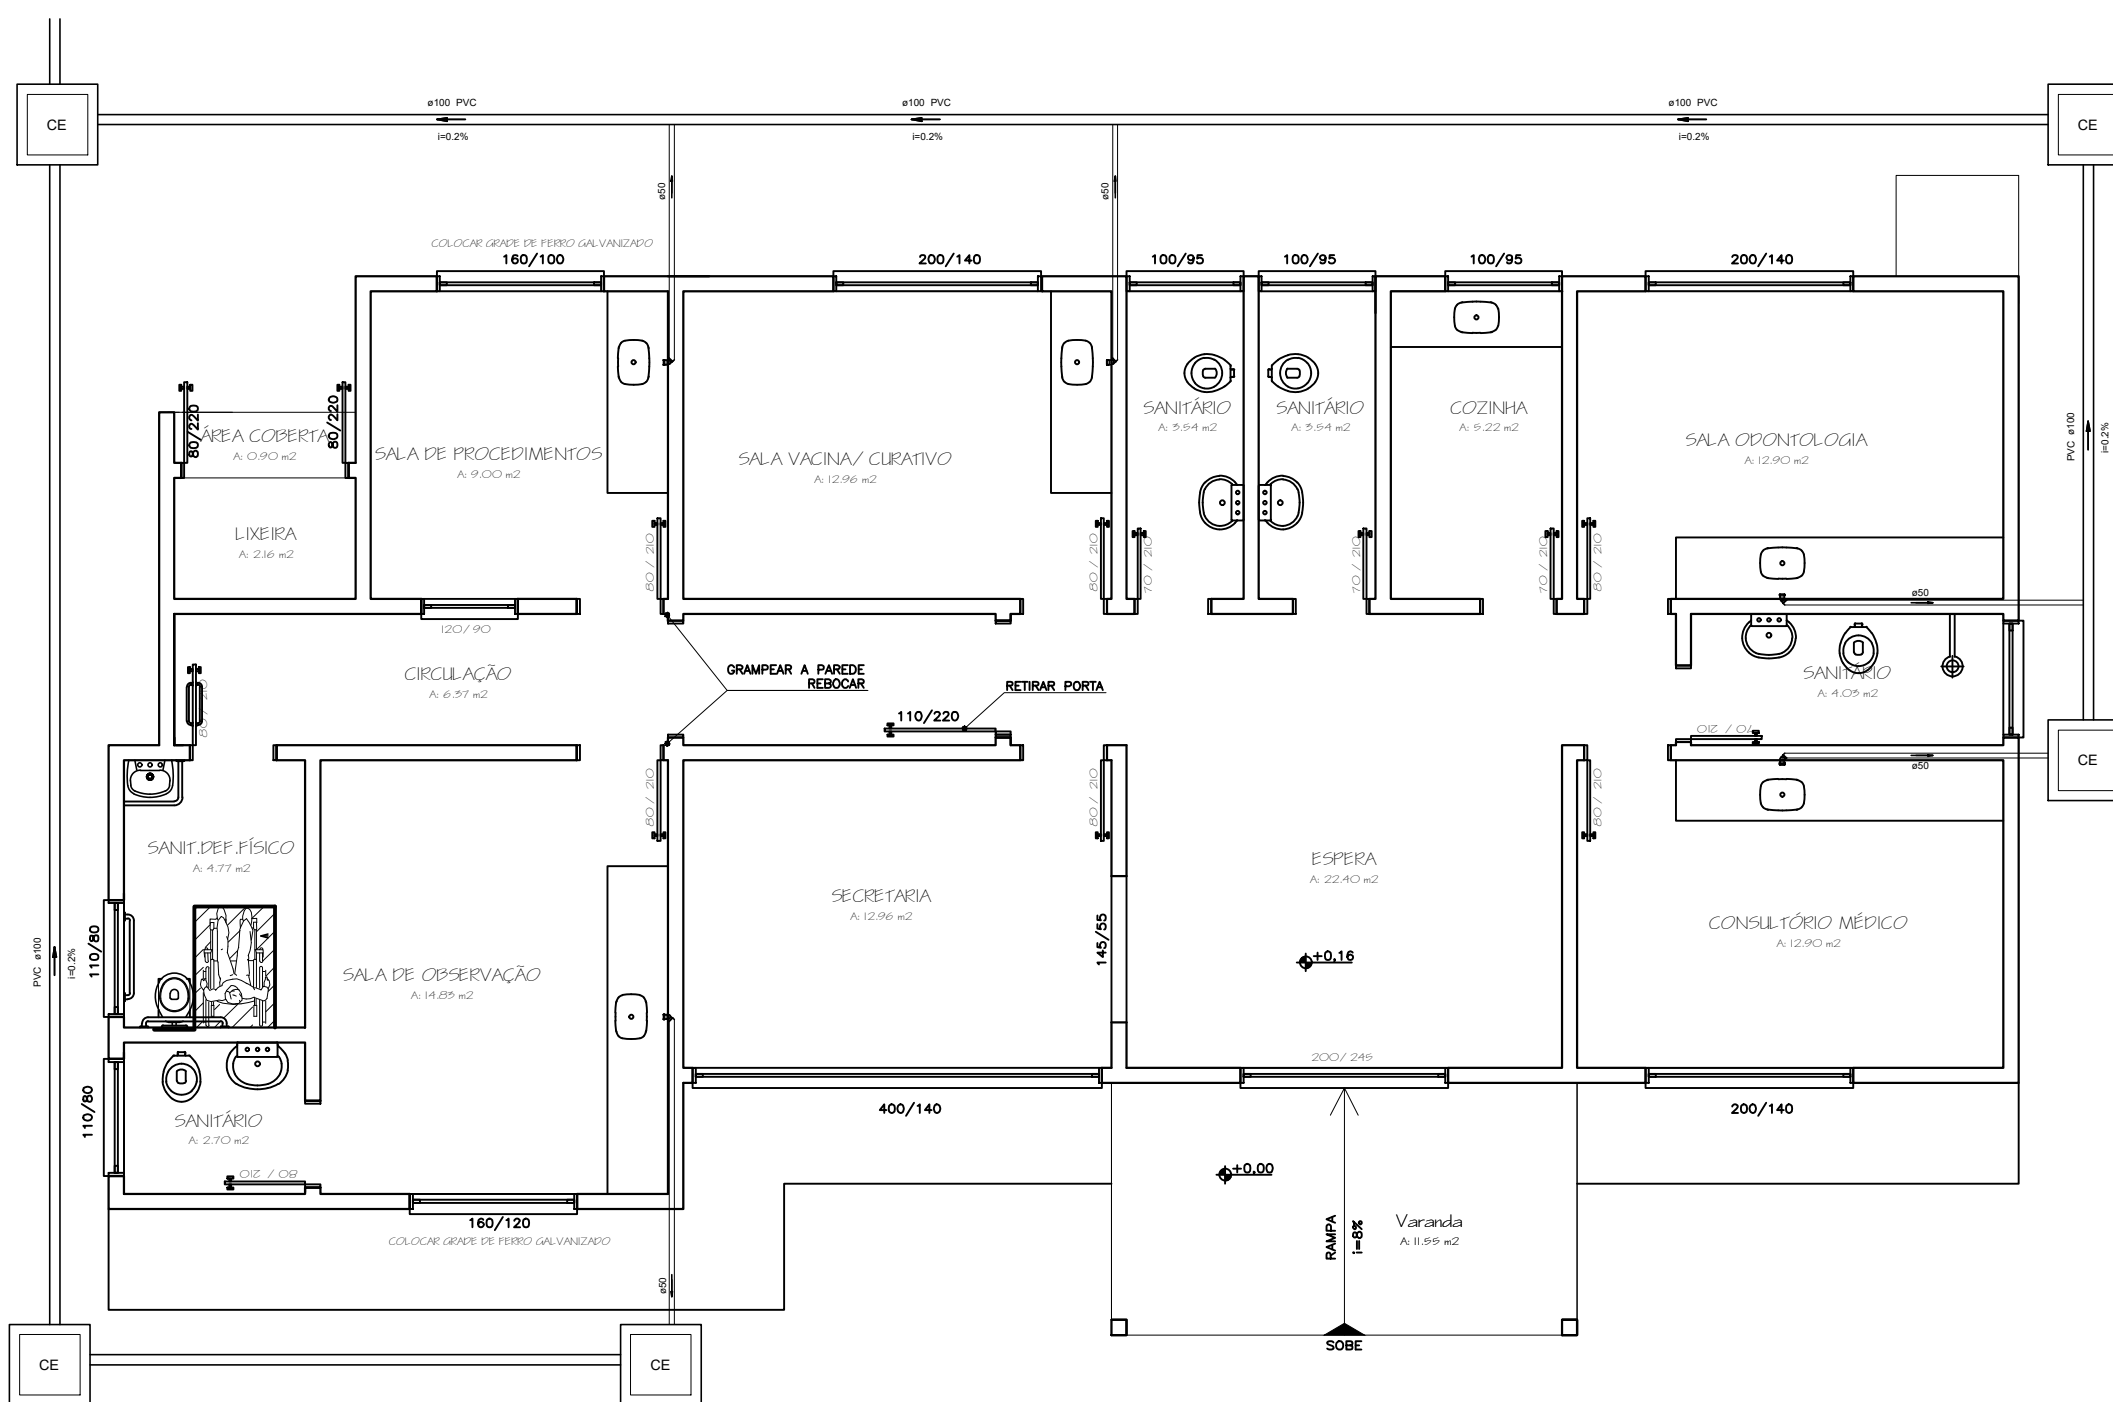 ø100 PVC
ø100 PVC
ø100 PVC
CE
CE
i=0.2%
i=0.2%
i=0.2%
ø50
ø50
COLOCAR GRADE DE FERRO GALVANIZADO
160/100
200/140
100/95
100/95
100/95
200/140
80/220
80/220
ÁREA COBERTA
A: 0.90 m2
SALA DE PROCEDIMENTOS
A: 9.00 m2
SALA VACINA/ CURATIVO
A: 12.96 m2
SANITÁRIO
A: 3.54 m2
SANITÁRIO
A: 3.54 m2
COZINHA
A: 5.22 m2
SALA ODONTOLOGIA
A: 12.90 m2
PVC ø100
i=0.2%
LIXEIRA
A: 2.16 m2
80 / 210
80 / 210
70 / 210
70 / 210
70 / 210
80 / 210
ø50
120/90
CIRCULAÇÃO
A: 6.37 m2
GRAMPEAR A PAREDE
REBOCAR
RETIRAR PORTA
110/220
80 / 210
SANITÁRIO
A: 4.03 m2
70 / 210
ø50
CE
80 / 210
80 / 210
80 / 210
SANIT.DEF.FÍSICO
A: 4.77 m2
SECRETARIA
A: 12.96 m2
ESPERA
A: 22.40 m2
CONSULTÓRIO MÉDICO
A: 12.90 m2
PVC ø100
i=0.2%
110/80
145/55
+0,16
SALA DE OBSERVAÇÃO
A: 14.83 m2
200/ 245
110/80
SANITÁRIO
A: 2.70 m2
400/140
200/140
80 / 210
+0,00
160/120
COLOCAR GRADE DE FERRO GALVANIZADO
RAMPA
i=8%
Varanda
A: 11.55 m2
ø50
SOBE
CE
CE